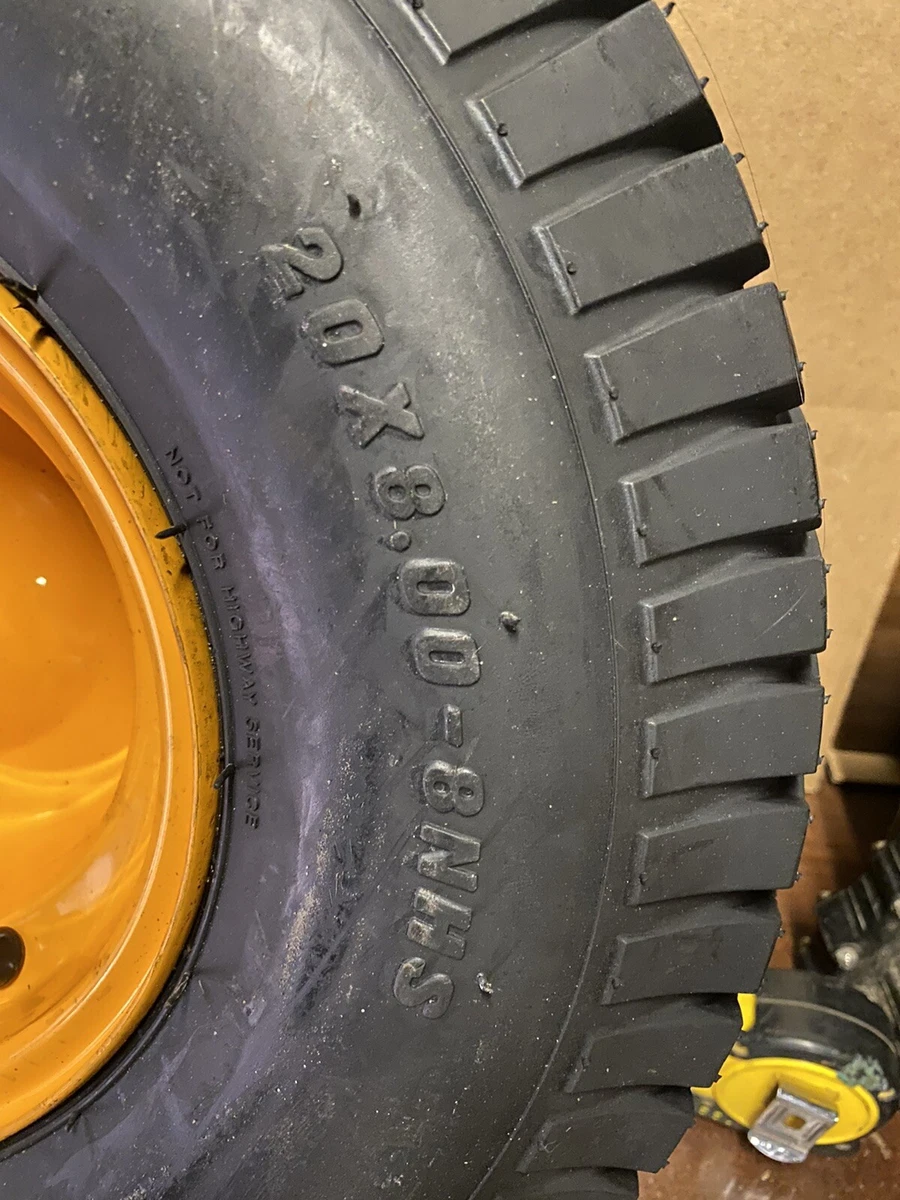 20X8.00-8NHS
NOT FOR HIGHWAY SERVICE